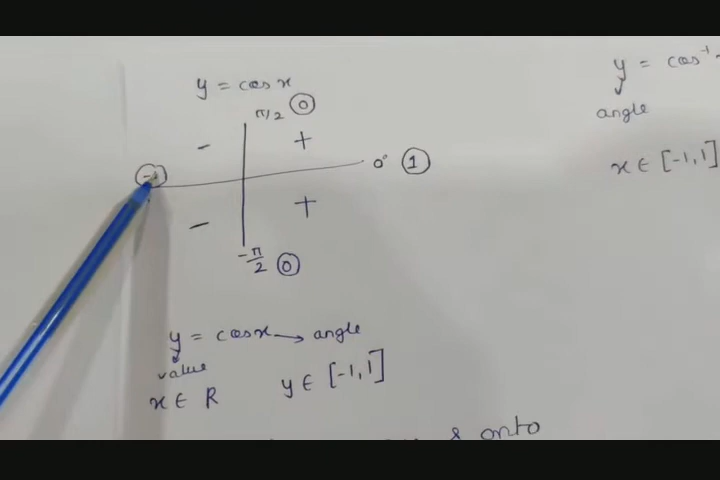 y = cos x
π/2 0
- +
-1 0° 1
- +
-π/2 0
y = cos x → angle
value
x ∈ R y ∈ [-1, 1]
& onto
y = cos⁻¹
angle
x ∈ [-1, 1]